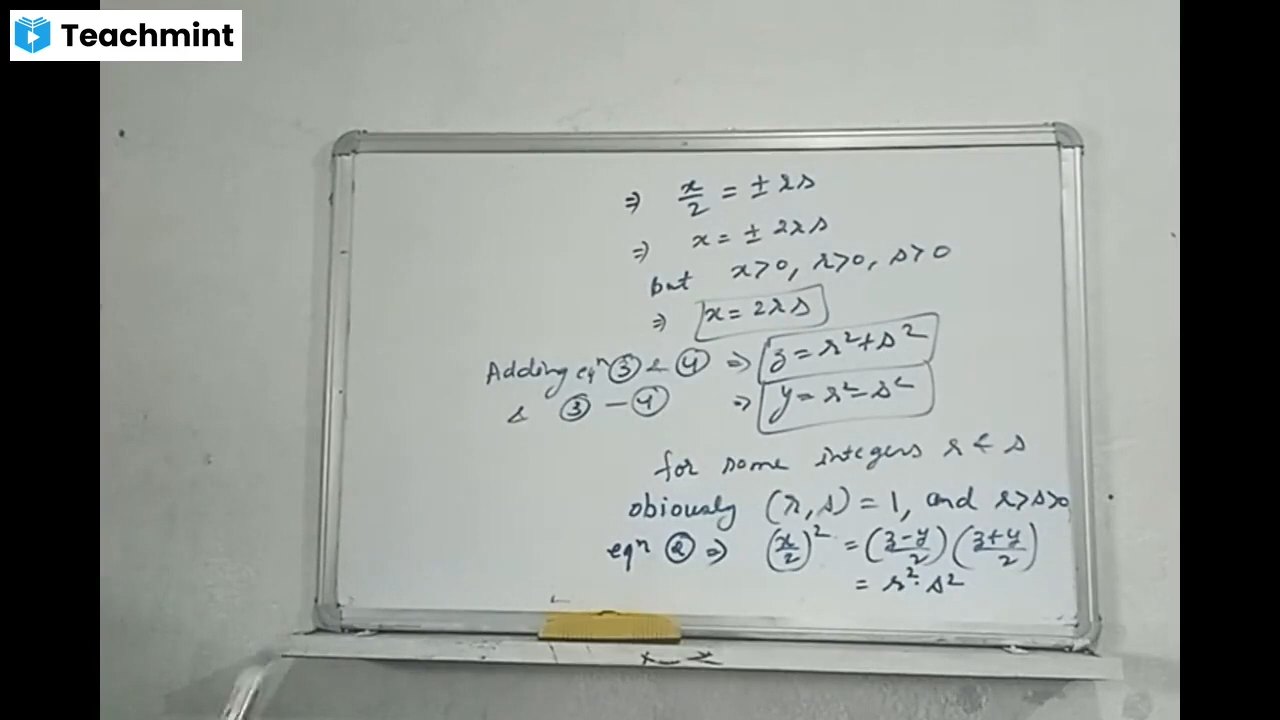 Teachmint
⇒ x/2 = ± rs
⇒ x = ± 2rs
but x>0, r>0, s>0
⇒ x = 2rs
Adding eqⁿ ③ & ④ ⇒ z = r² + s²
& ③ − ④ ⇒ y = r² − s²
for some integers r & s
obiously (r, s) = 1, and r>s>0
eqⁿ ② ⇒ (x/2)² = ((z−y)/2) ((z+y)/2)
= r². s²